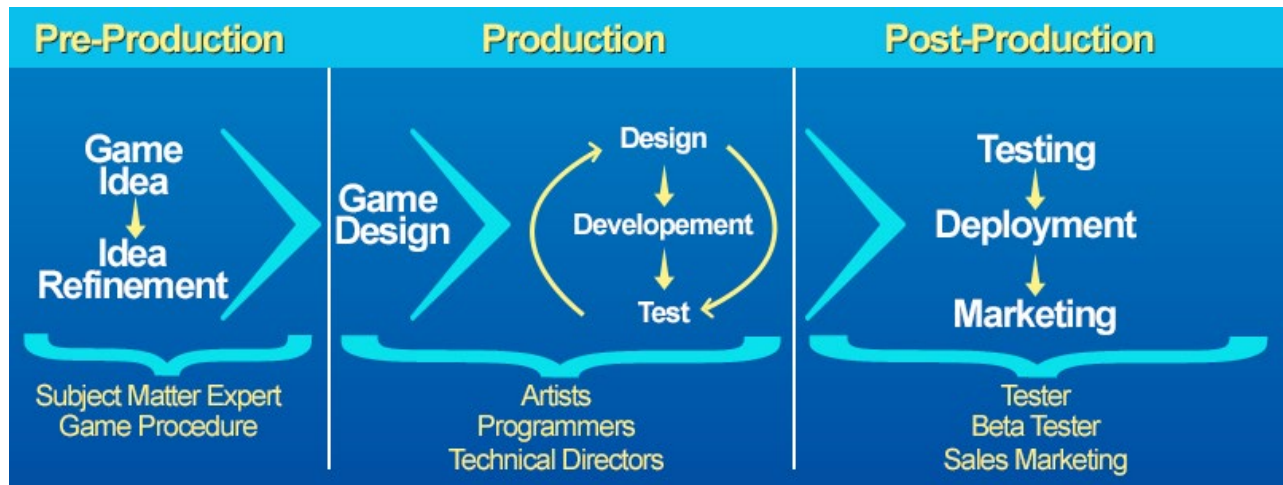 Pre-Production
Production
Post-Production
Game
Idea
Idea
Refinement
Subject Matter Expert
Game Procedure
Game
Design
Design
Developement
Test
Artists
Programmers
Technical Directors
Testing
Deployment
Marketing
Tester
Beta Tester
Sales Marketing